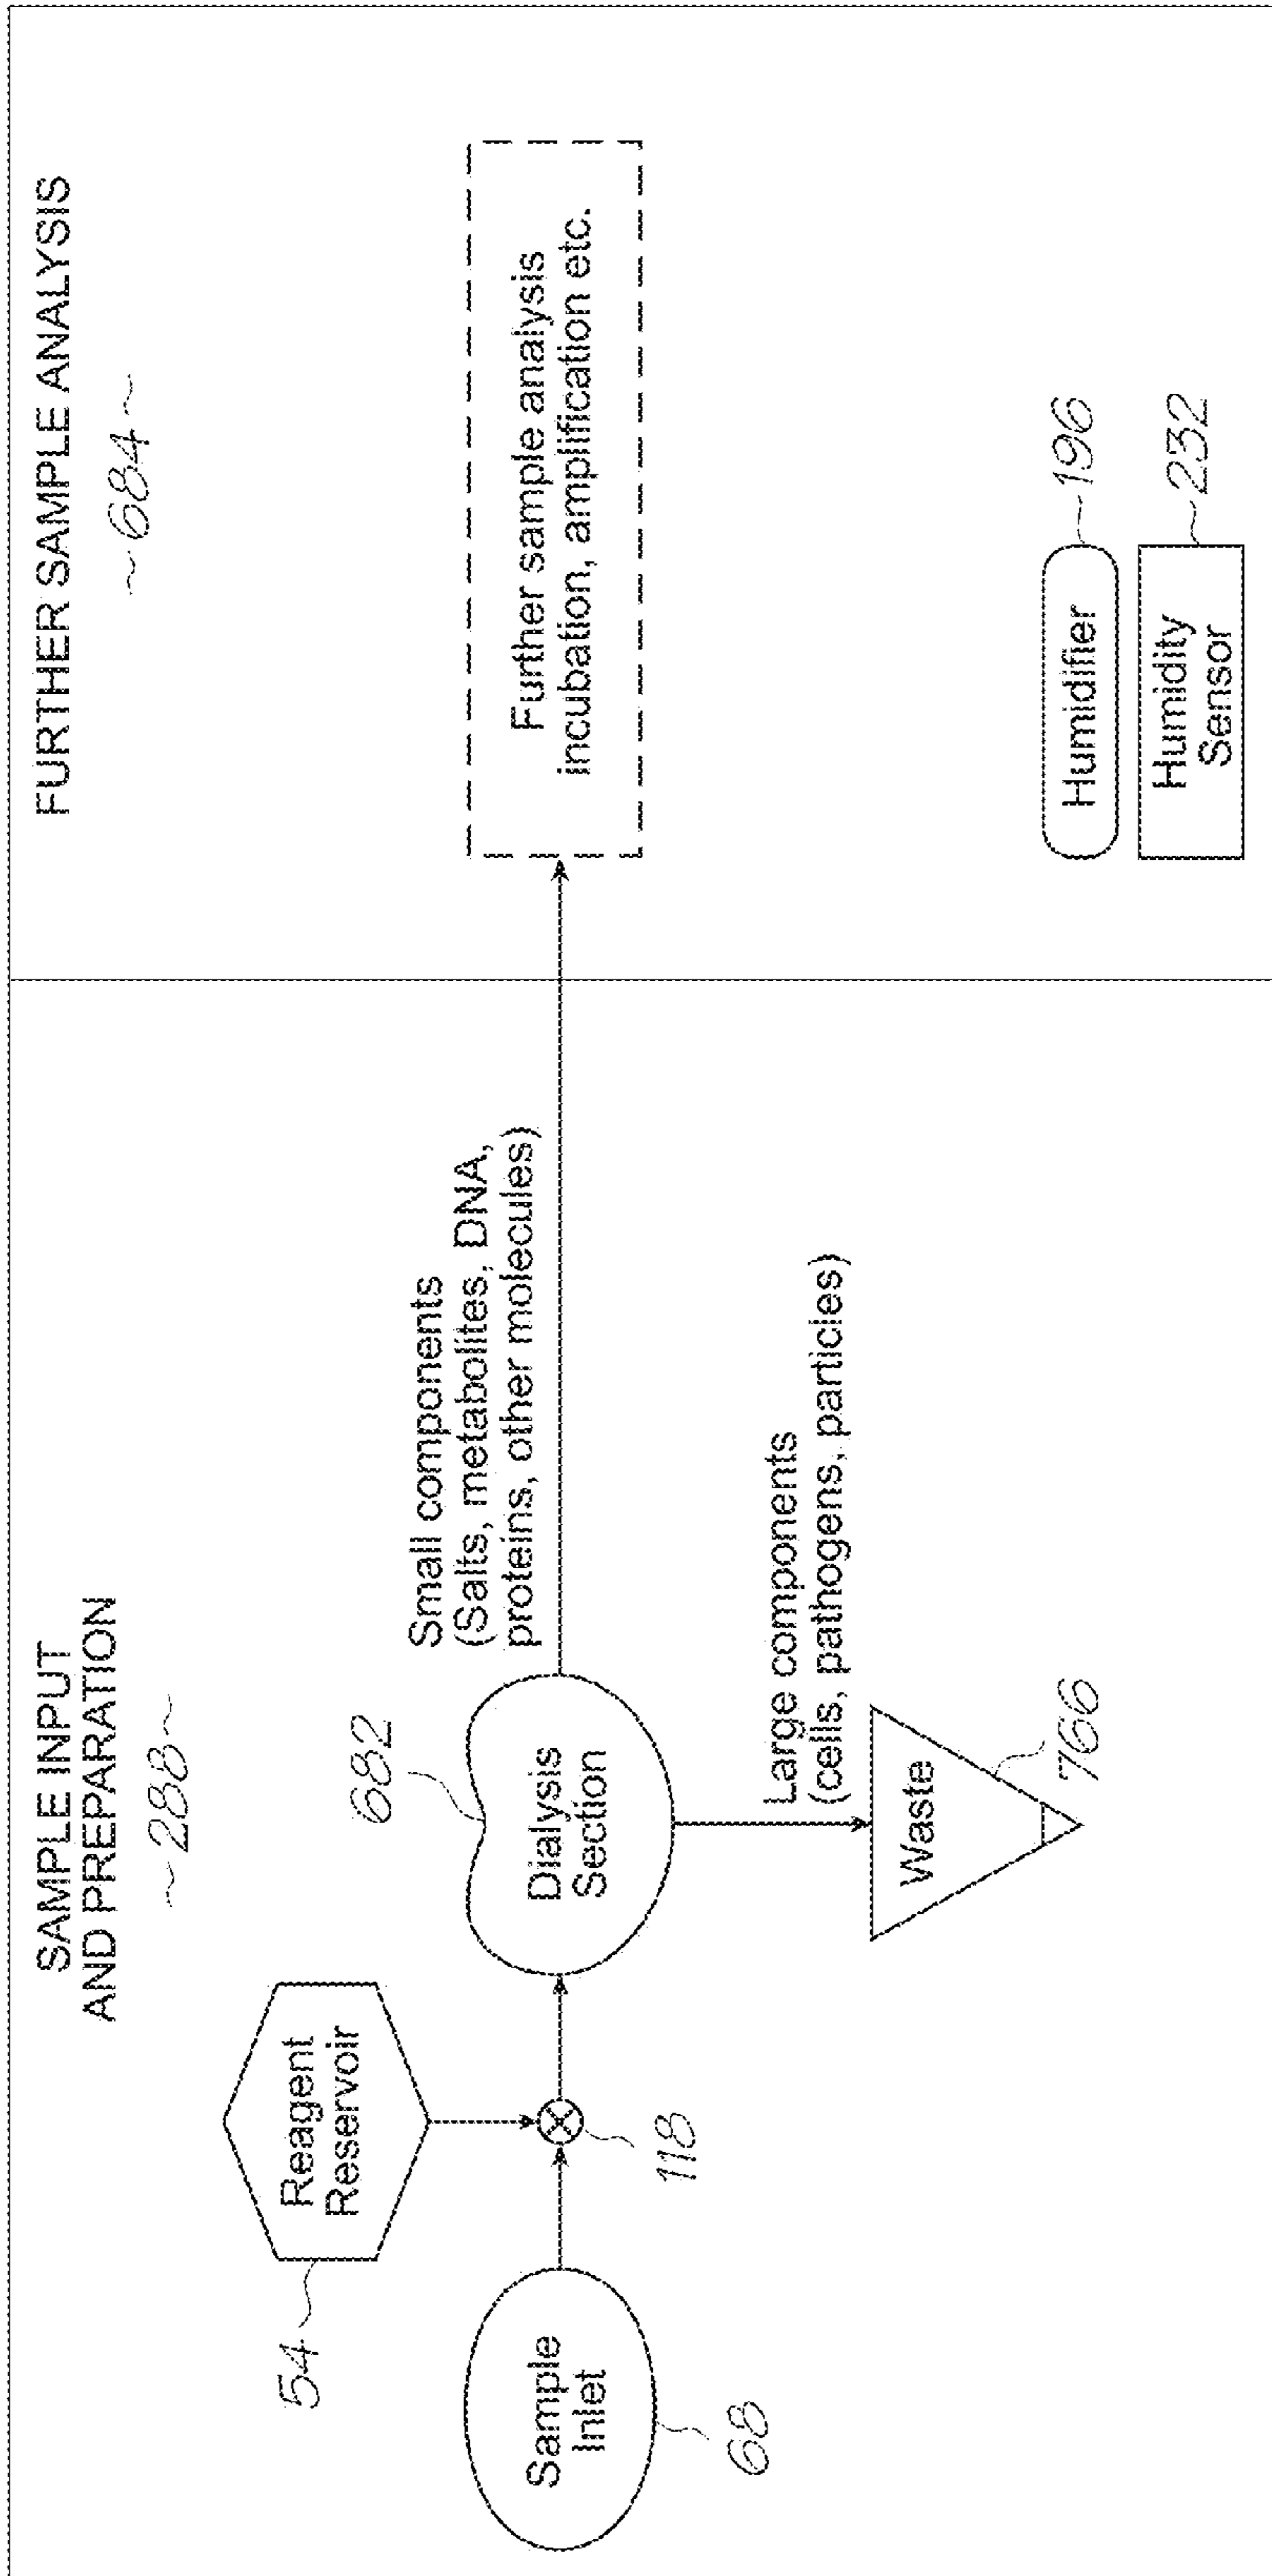 SAMPLE INPUT
AND PREPARATION
~288~
54
Reagent
Reservoir
Sample
Inlet
68
118
682
Dialysis
Section
Small components
(Salts, metabolites, DNA,
proteins, other molecules)
Large components
(cells, pathogens, particles)
Waste
766
FURTHER SAMPLE ANALYSIS
~684~
Further sample analysis
incubation, amplification etc.
Humidifier
196
Humidity
Sensor
232